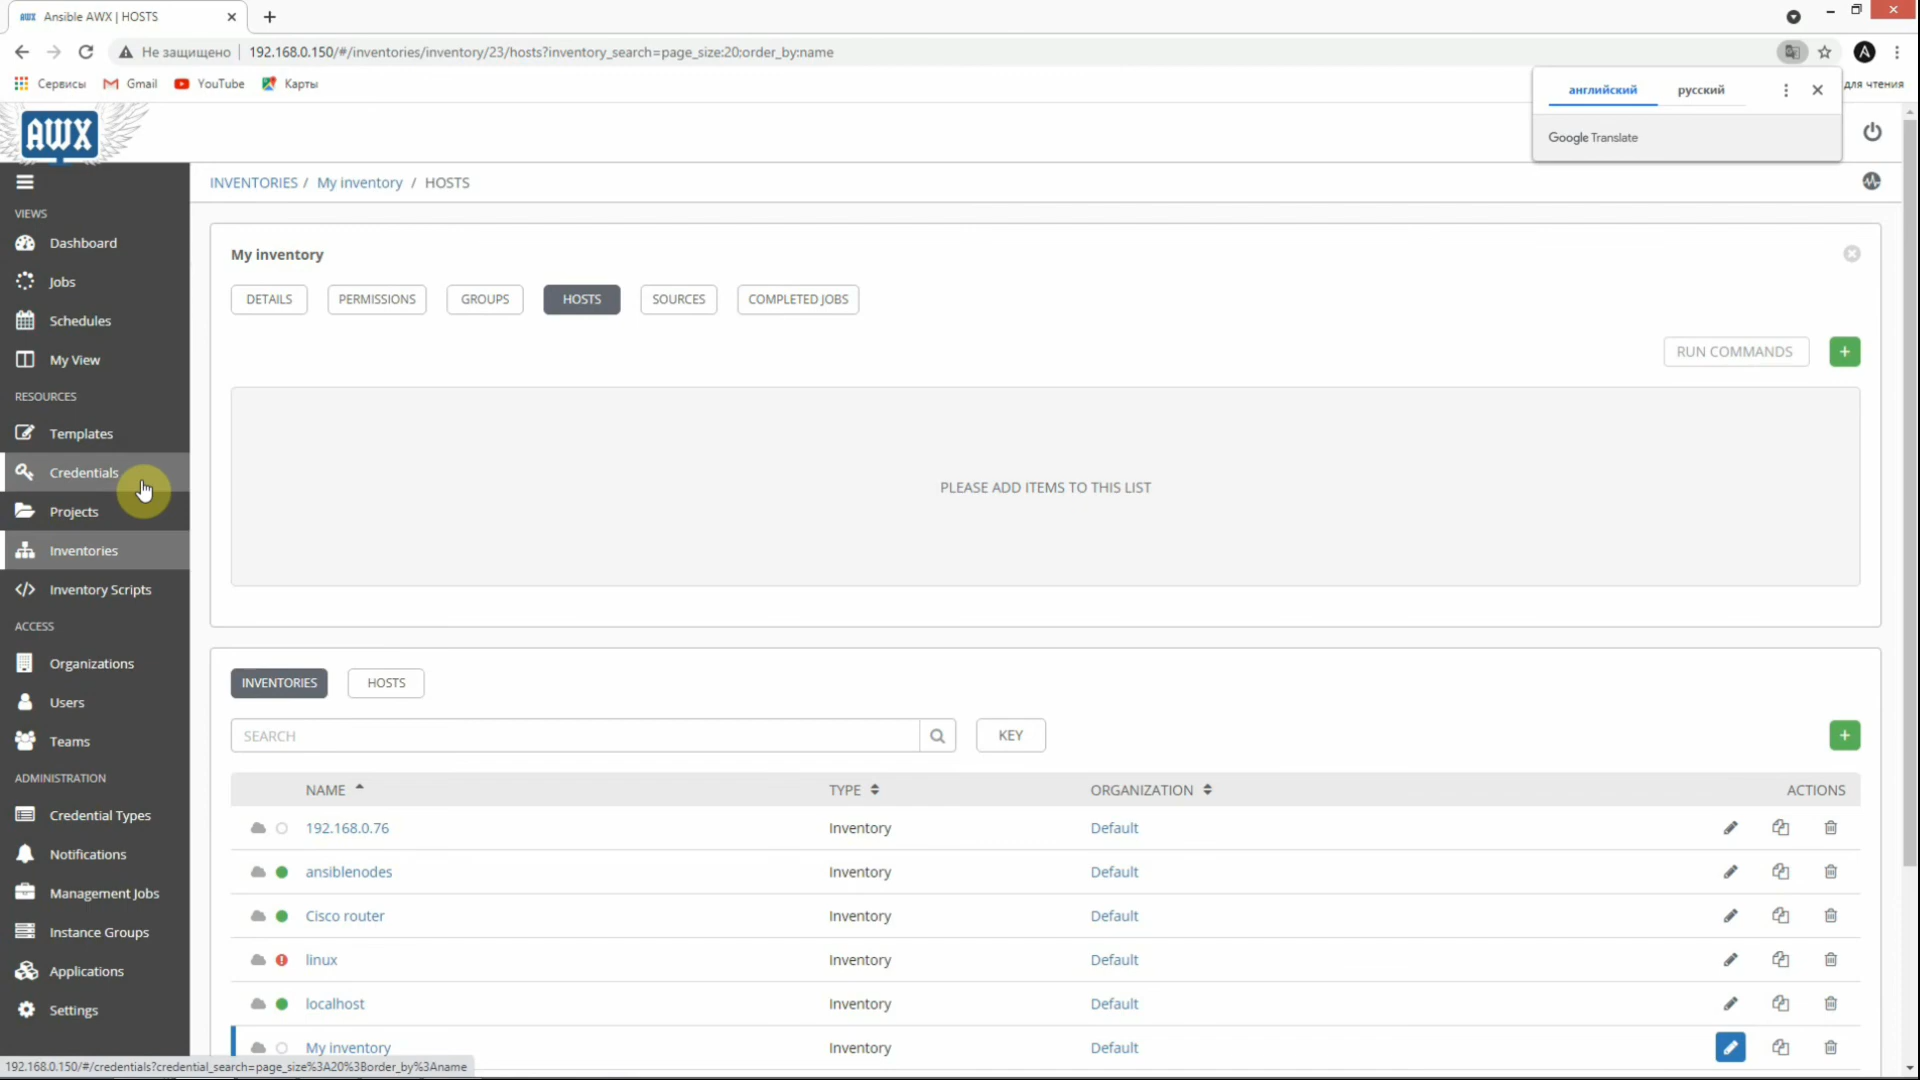 AWX Ansible AWX | HOSTS
Не защищено 192.168.0.150/#/inventories/inventory/23/hosts?inventory_search=page_size:20;order_by:name A
Сервисы Gmail YouTube Карты для чтения
английский русский
Google Translate
AWX
INVENTORIES / My inventory / HOSTS
VIEWS
Dashboard
Jobs
Schedules
My View
RESOURCES
Templates
Credentials
Projects
Inventories
Inventory Scripts
ACCESS
Organizations
Users
Teams
ADMINISTRATION
Credential Types
Notifications
Management Jobs
Instance Groups
Applications
Settings
My inventory
DETAILS PERMISSIONS GROUPS HOSTS SOURCES COMPLETED JOBS
RUN COMMANDS +
PLEASE ADD ITEMS TO THIS LIST
INVENTORIES HOSTS
SEARCH KEY +
NAME TYPE ORGANIZATION ACTIONS
192.168.0.76 Inventory Default
ansiblenodes Inventory Default
Cisco router Inventory Default
linux Inventory Default
localhost Inventory Default
My inventory Inventory Default
192.168.0.150/#/credentials?credential_search=page_size%3A20%3Border_by%3Aname